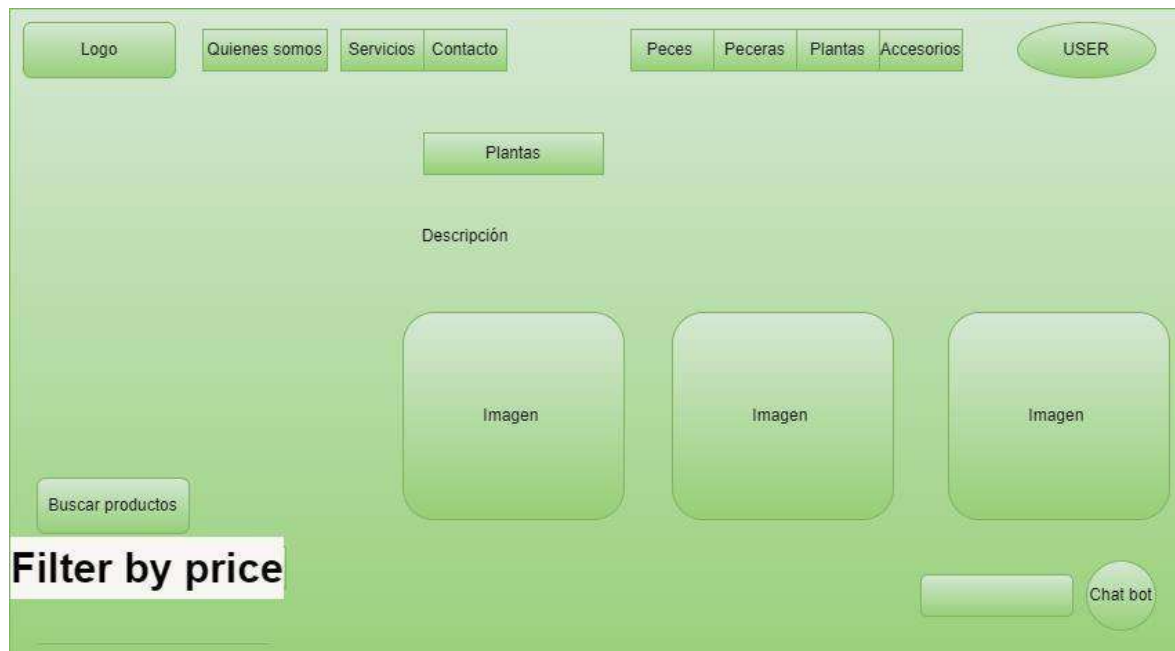 Logo
Quienes somos
Servicios
Contacto
Peces
Peceras
Plantas
Accesorios
USER
Plantas
Descripción
Imagen
Imagen
Imagen
Buscar productos
Filter by price
Chat bot